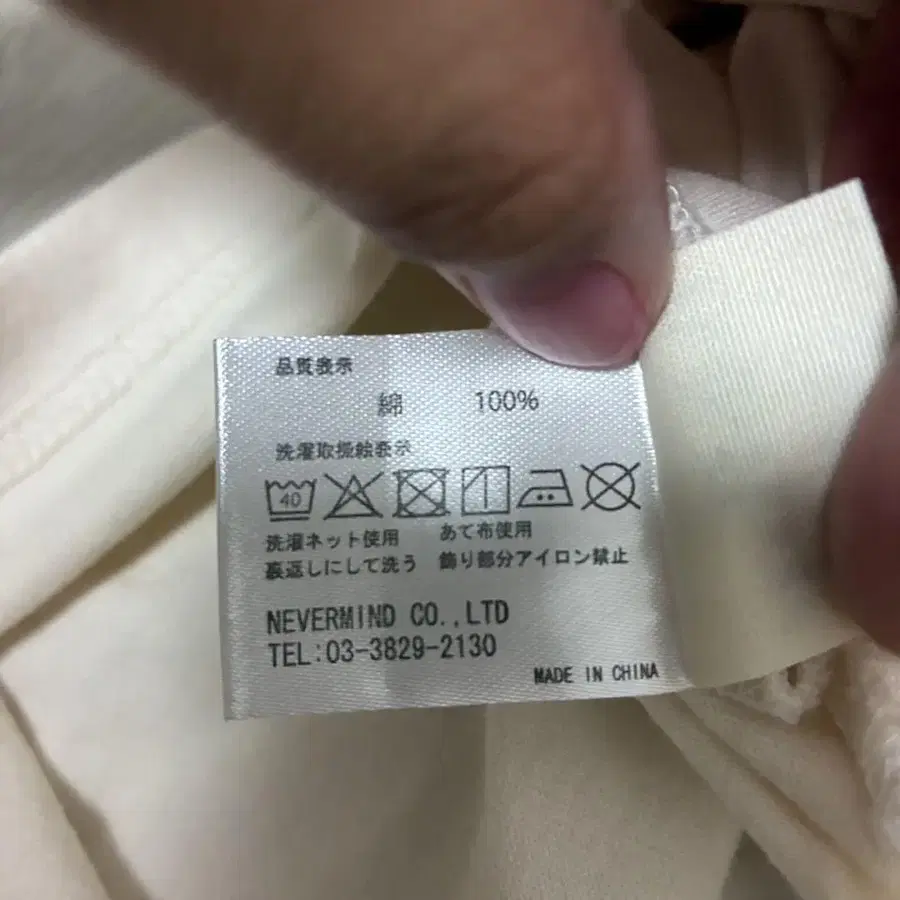 品質表示
綿 100%
洗濯取扱絵表示
40
洗濯ネット使用 あて布使用
裏返しにして洗う 飾り部分アイロン禁止
NEVERMIND CO.,LTD
TEL:03-3829-2130
MADE IN CHINA